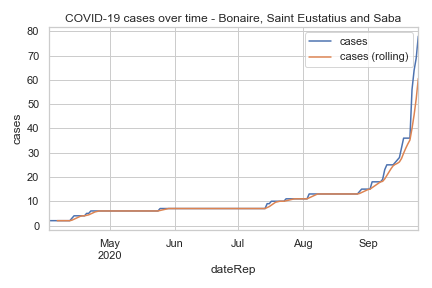 COVID-19 cases over time - Bonaire, Saint Eustatius and Saba
cases
cases (rolling)
80
70
60
50
40
30
20
10
0
cases
May
2020
Jun
Jul
Aug
Sep
dateRep